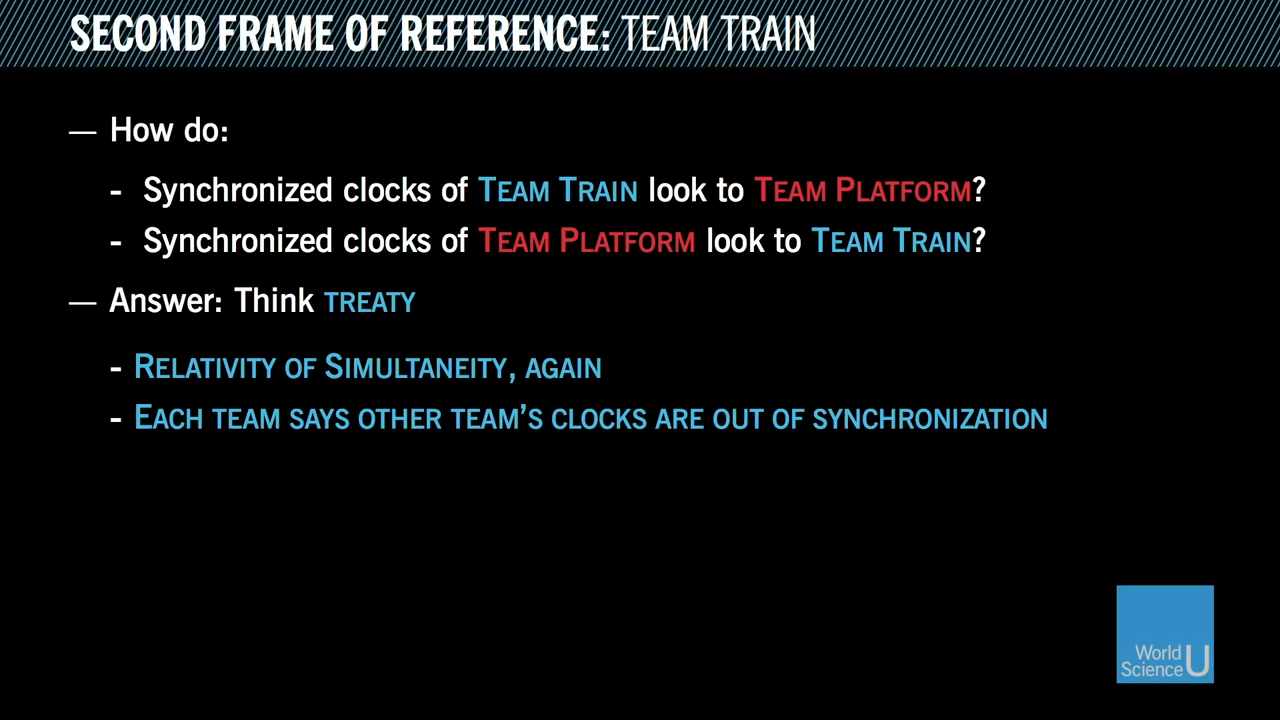 SECOND FRAME OF REFERENCE: TEAM TRAIN
— How do:
- Synchronized clocks of TEAM TRAIN look to TEAM PLATFORM?
- Synchronized clocks of TEAM PLATFORM look to TEAM TRAIN?
— Answer: Think TREATY
- RELATIVITY OF SIMULTANEITY, AGAIN
- EACH TEAM SAYS OTHER TEAM’S CLOCKS ARE OUT OF SYNCHRONIZATION
World
Science U